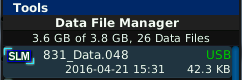 Tools
Data File Manager
3.6 GB of 3.8 GB, 26 Data Files
SLM 831_Data.048 USB
2016-04-21 15:31 42.3 KB